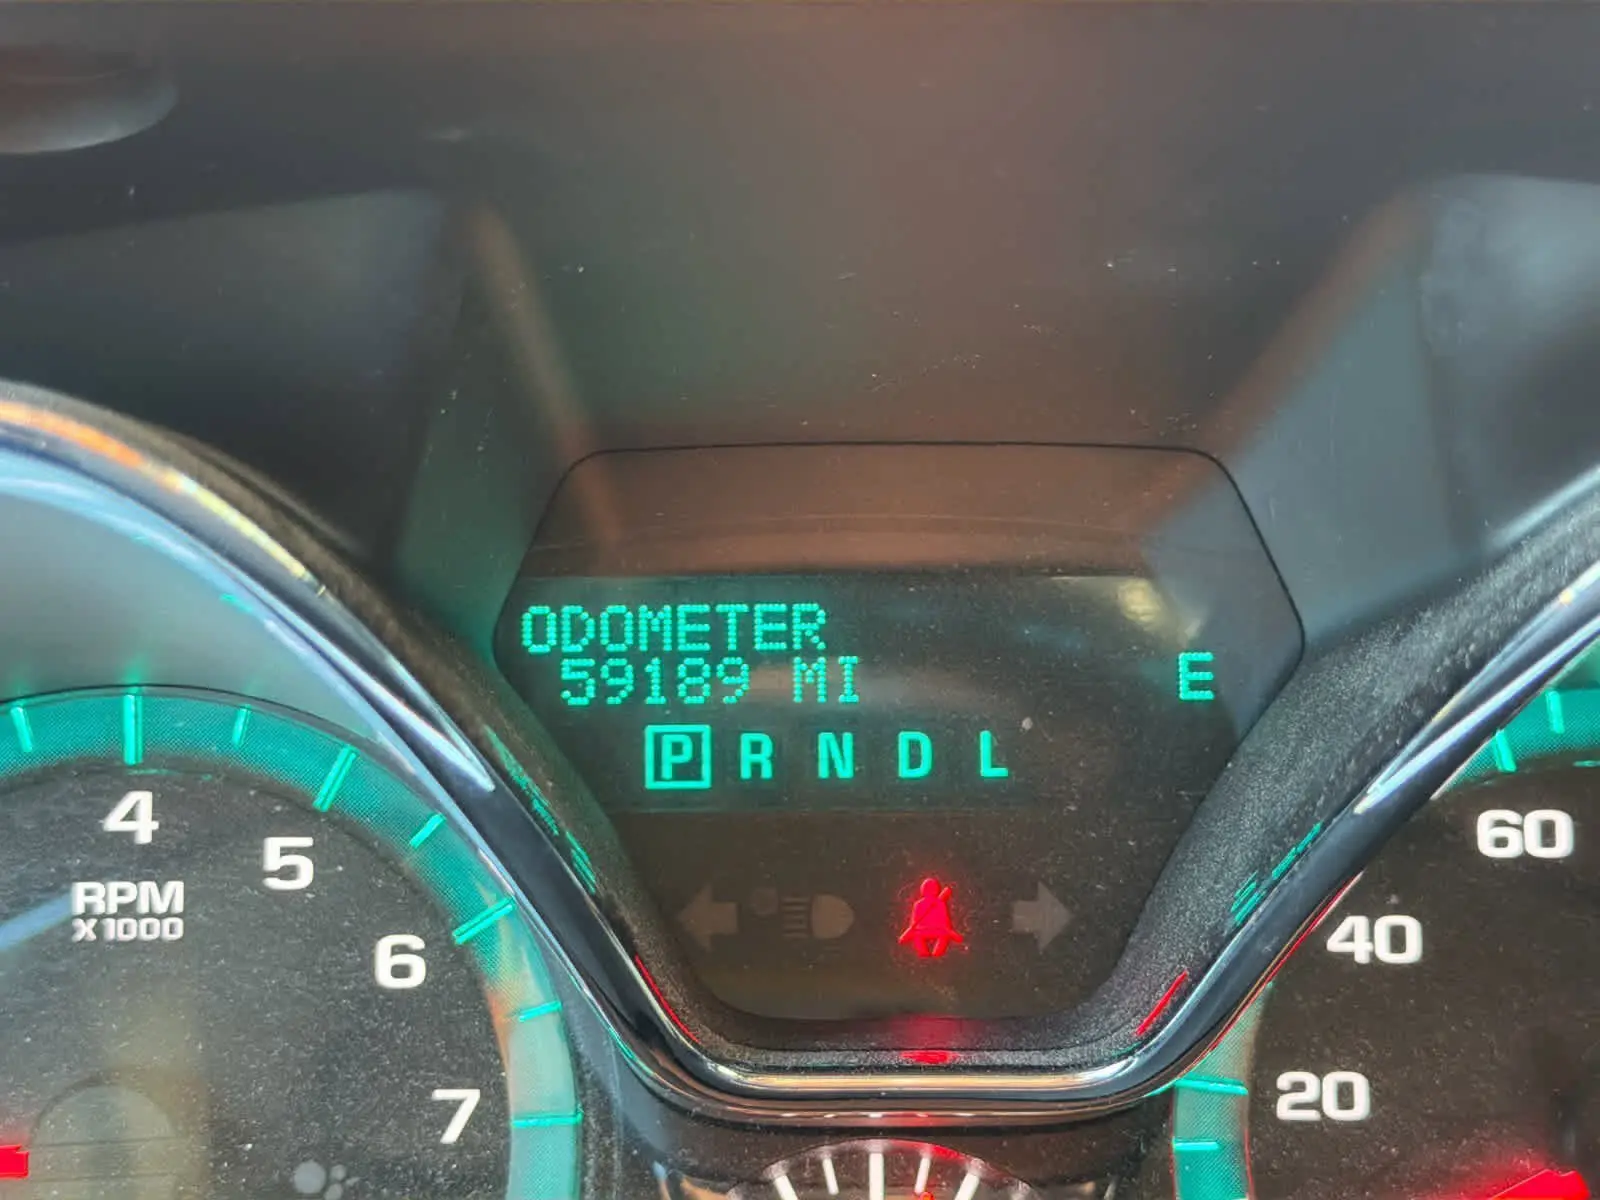 ODOMETER
59189 MI
E
P R N D L
4
5
6
7
RPM
X1000
60
40
20